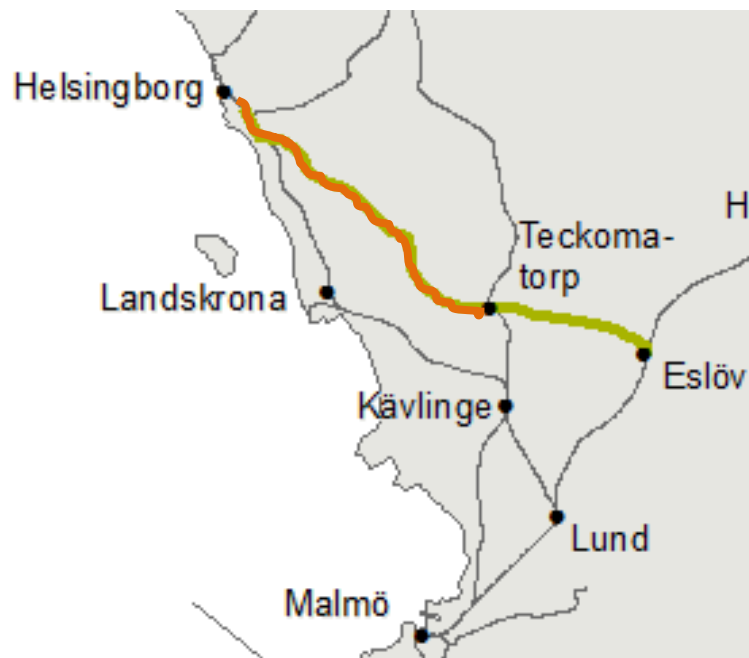 Helsingborg
H
Teckoma-
torp
Landskrona
Eslöv
Kävlinge
Lund
Malmö